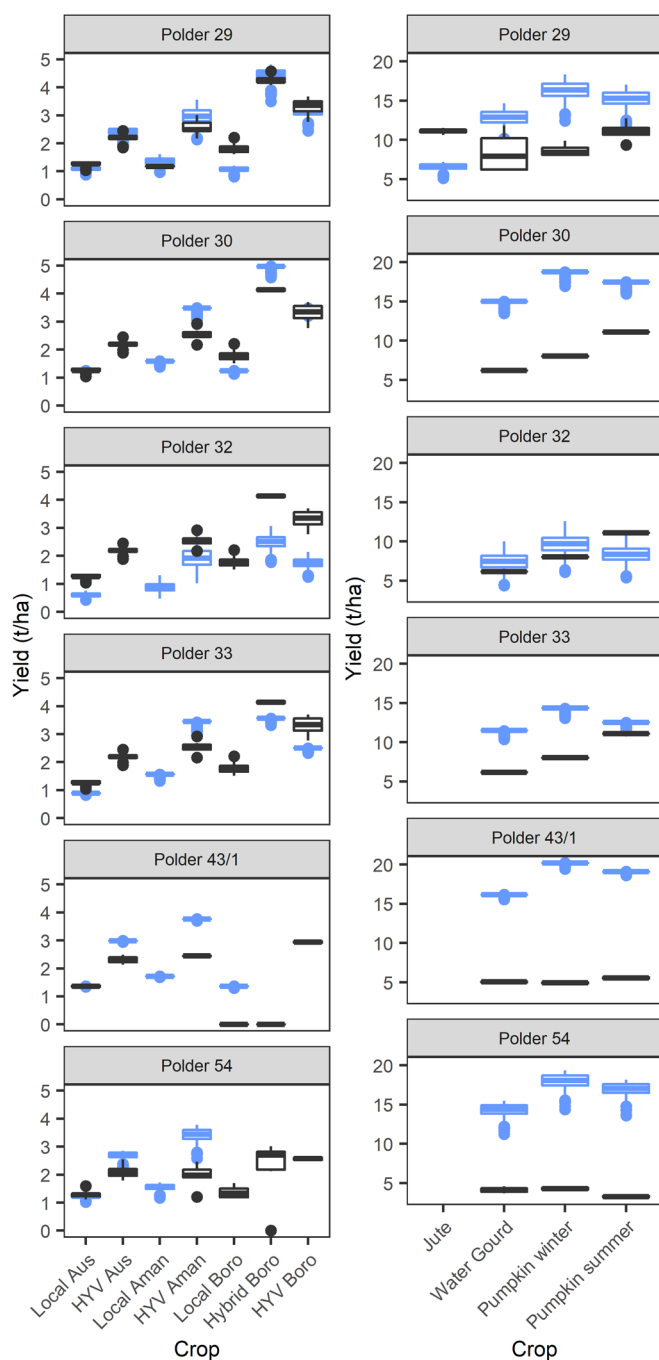 Polder 29
5
4
3
2
1
0
Polder 30
5
4
3
2
1
0
Polder 32
5
4
3
2
1
0
Polder 33
5
4
3
2
1
0
Polder 43/1
5
4
3
2
1
0
Polder 54
5
4
3
2
1
0
Yield (t/ha)
Local Aus
HYV Aus
Local Aman
HYV Aman
Local Boro
Hybrid Boro
HYV Boro
Crop
Polder 29
20
15
10
5
Polder 30
20
15
10
5
Polder 32
20
15
10
5
Polder 33
20
15
10
5
Polder 43/1
20
15
10
5
Polder 54
20
15
10
5
Yield (t/ha)
Jute
Water Gourd
Pumpkin winter
Pumpkin summer
Crop